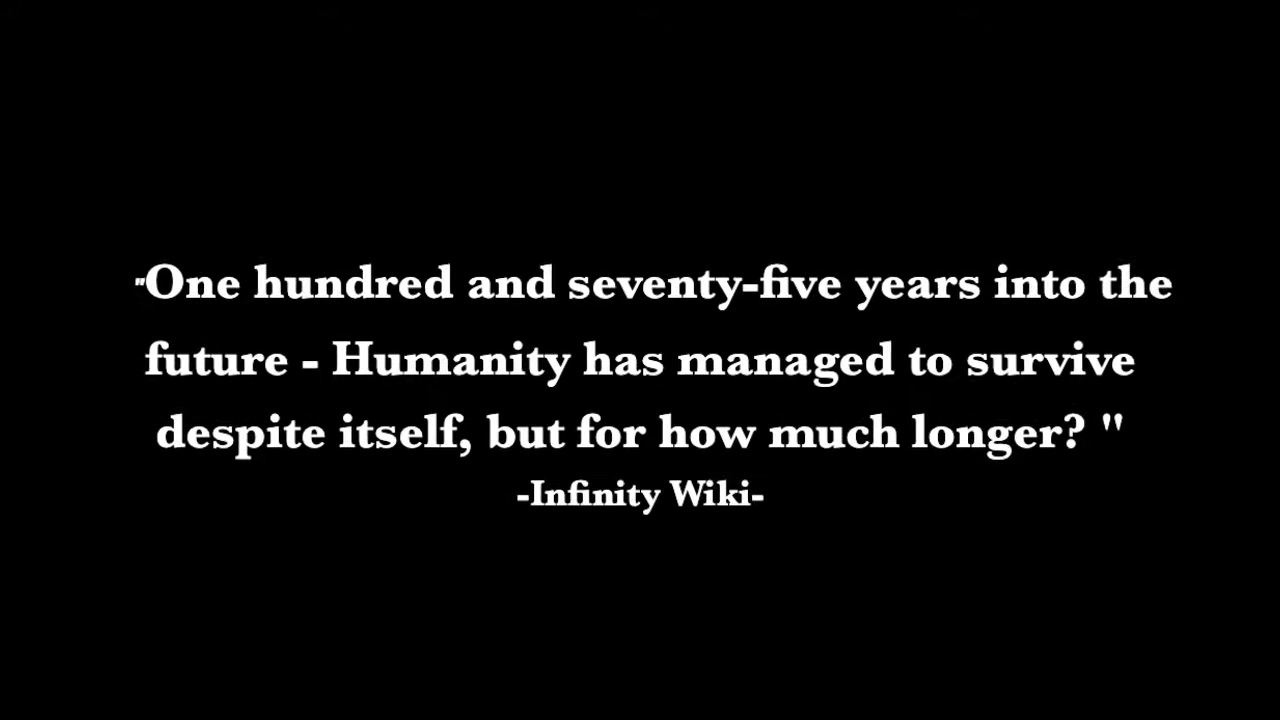 "One hundred and seventy-five years into the
future - Humanity has managed to survive
despite itself, but for how much longer? "
-Infinity Wiki-